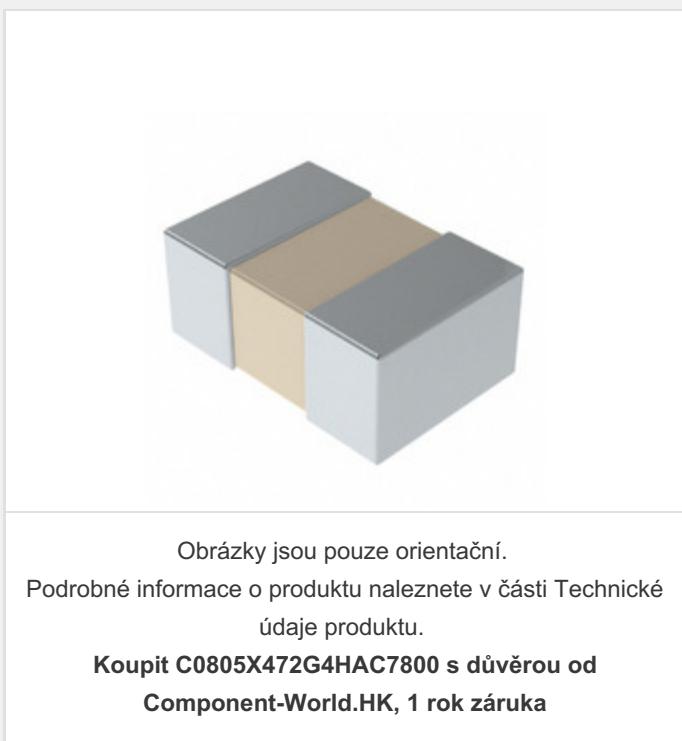 Obrázky jsou pouze orientační.
Podrobné informace o produktu naleznete v části Technické
údaje produktu.
Koupit C0805X472G4HAC7800 s důvěrou od
Component-World.HK, 1 rok záruka